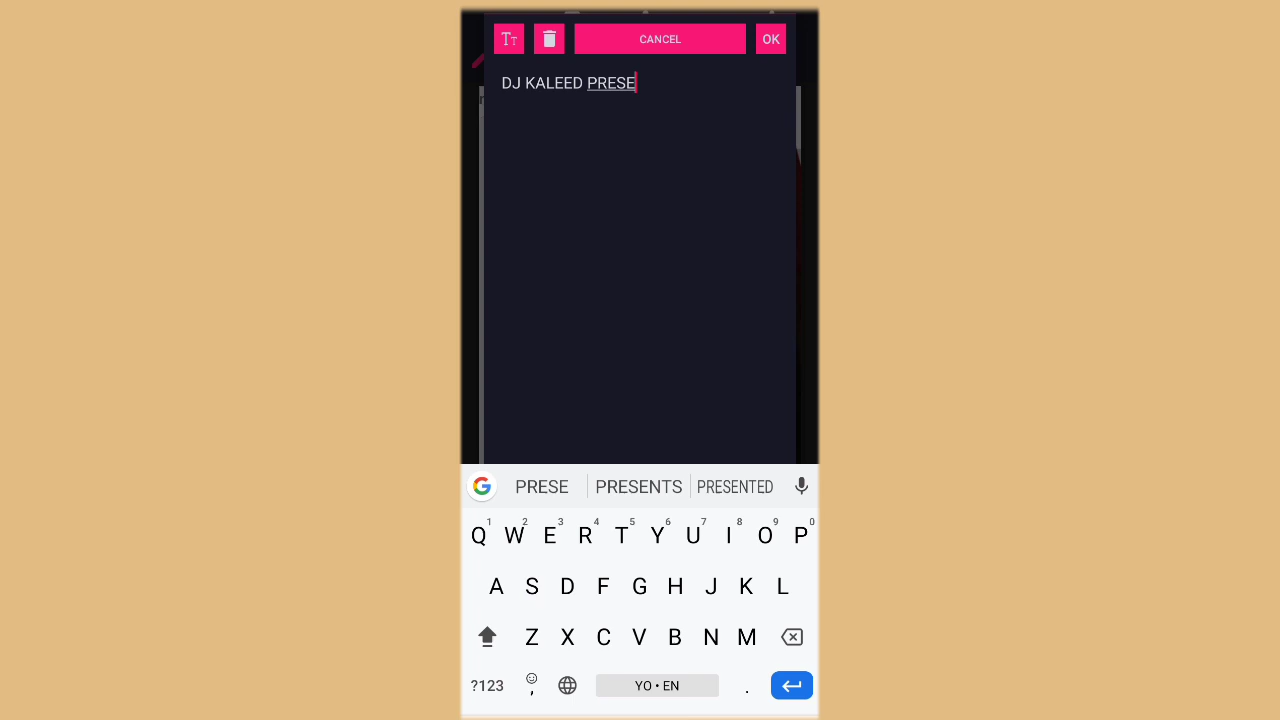 Tт CANCEL OK
DJ KALEED PRESE
PRESE PRESENTS PRESENTED
1 2 3 4 5 6 7 8 9 0
Q W E R T Y U I O P
A S D F G H J K L
Z X C V B N M
?123 , YO • EN .